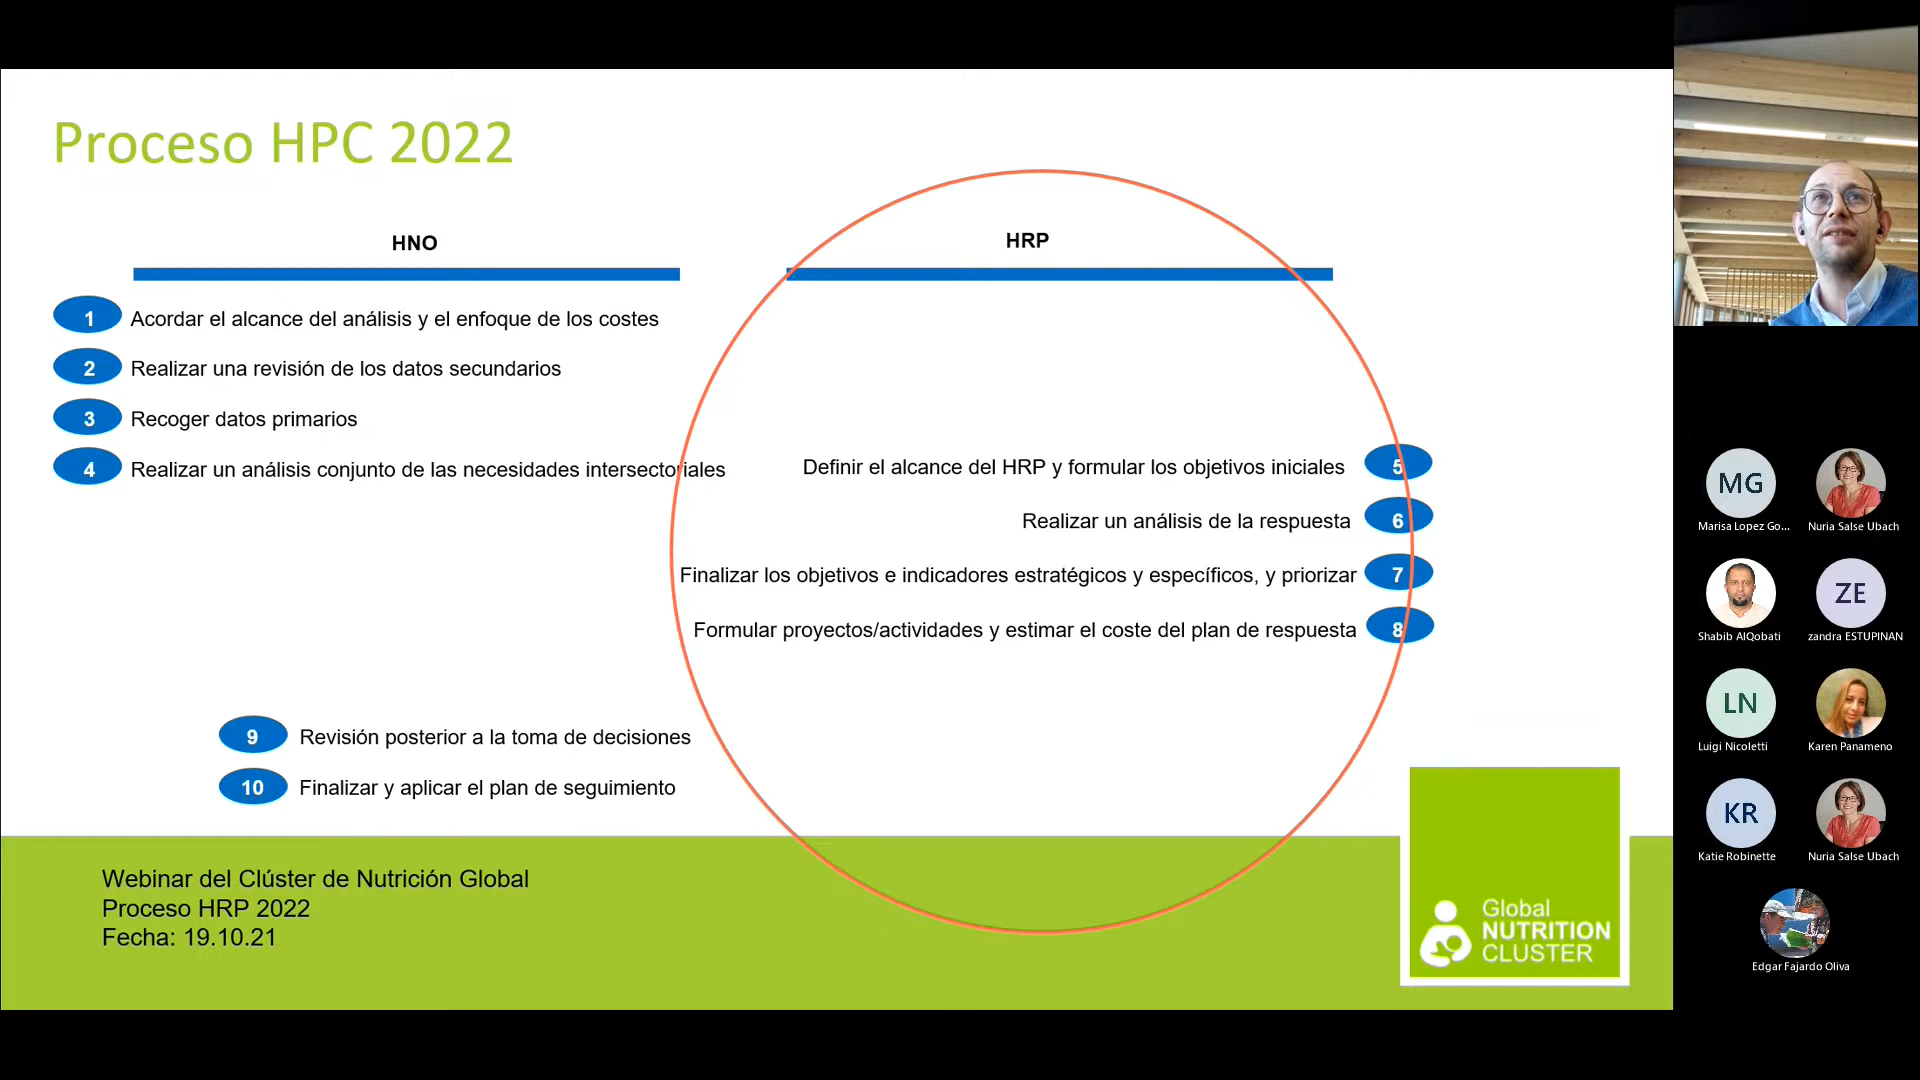 Proceso HPC 2022
HNO
1 Acordar el alcance del análisis y el enfoque de los costes
2 Realizar una revisión de los datos secundarios
3 Recoger datos primarios
4 Realizar un análisis conjunto de las necesidades intersectoriales
HRP
Definir el alcance del HRP y formular los objetivos iniciales 5
Realizar un análisis de la respuesta 6
Finalizar los objetivos e indicadores estratégicos y específicos, y priorizar 7
Formular proyectos/actividades y estimar el coste del plan de respuesta 8
9 Revisión posterior a la toma de decisiones
10 Finalizar y aplicar el plan de seguimiento
Webinar del Clúster de Nutrición Global
Proceso HRP 2022
Fecha: 19.10.21
Global
NUTRITION
CLUSTER
MG
Marisa Lopez Go...
Nuria Salse Ubach
Shabib AlQobati
ZE
zandra ESTUPINAN
LN
Luigi Nicoletti
Karen Panameno
KR
Katie Robinette
Nuria Salse Ubach
Edgar Fajardo Oliva